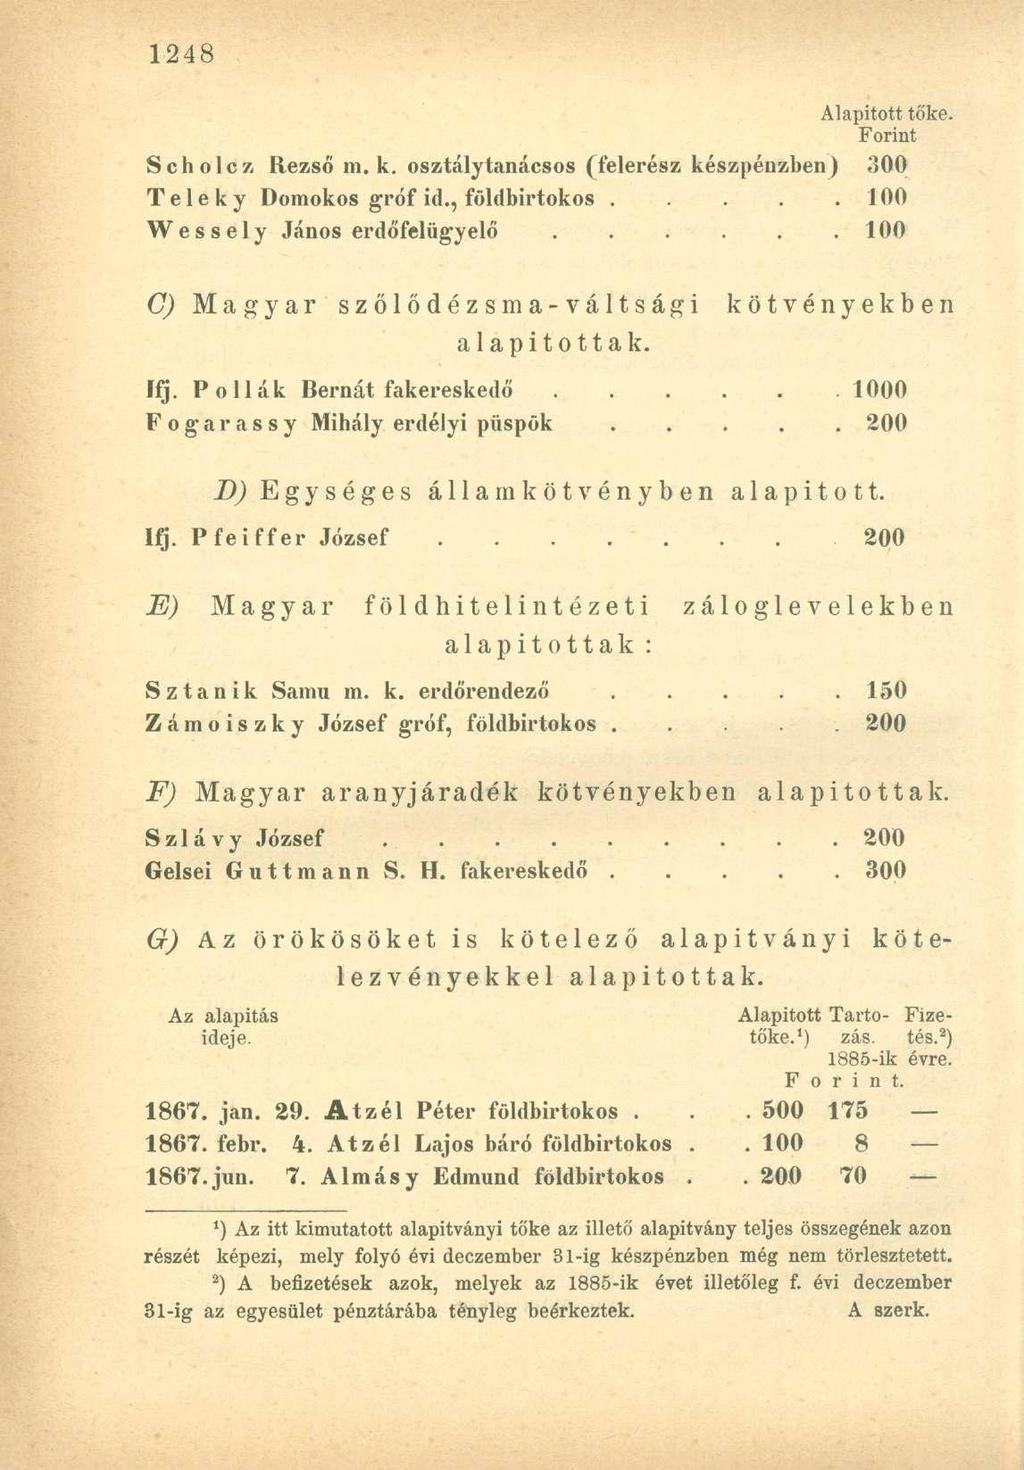 1248
Alapitott tőke.
Forint
Scholcz Rezső m. k. osztálytanácsos (felerész készpénzben) 300
Teleky Domokos gróf id., földbirtokos . . . . . 100
Wessely János erdőfelügyelő . . . . . . 100
C) Magyar szőlődézsma-váltsági kötvényekben
alapitottak.
Ifj. Pollák Bernát fakereskedő . . . . . . 1000
Fogarassy Mihály erdélyi püspök . . . . . 200
D) Egységes államkötvényben alapitott.
Ifj. Pfeiffer József . . . . . . . 200
E) Magyar földhitelintézeti záloglevelekben
alapitottak :
Sztanik Samu m. k. erdőrendező . . . . . 150
Zámoiszky József gróf, földbirtokos . . . . . 200
F) Magyar aranyjáradék kötvényekben alapitottak.
Szlávy József . . . . . . . . . 200
Gelsei Guttmann S. H. fakereskedő . . . . . 300
G) Az örökösöket is kötelező alapitványi köte-
lezvényekkel alapitottak.
Az alapitás Alapitott Tarto- Fize-
ideje. tőke.¹) zás. tés.²)
1885-ik évre.
Forint.
1867. jan. 29. Atzél Péter földbirtokos . . . 500 175 —
1867. febr. 4. Atzél Lajos báró földbirtokos . . 100 8 —
1867. jun. 7. Almásy Edmund földbirtokos . . 200 70 —
¹) Az itt kimutatott alapitványi tőke az illető alapitvány teljes összegének azon
részét képezi, mely folyó évi deczember 31-ig készpénzben még nem törlesztetett.
²) A befizetések azok, melyek az 1885-ik évet illetőleg f. évi deczember
31-ig az egyesület pénztárába tényleg beérkeztek. A szerk.